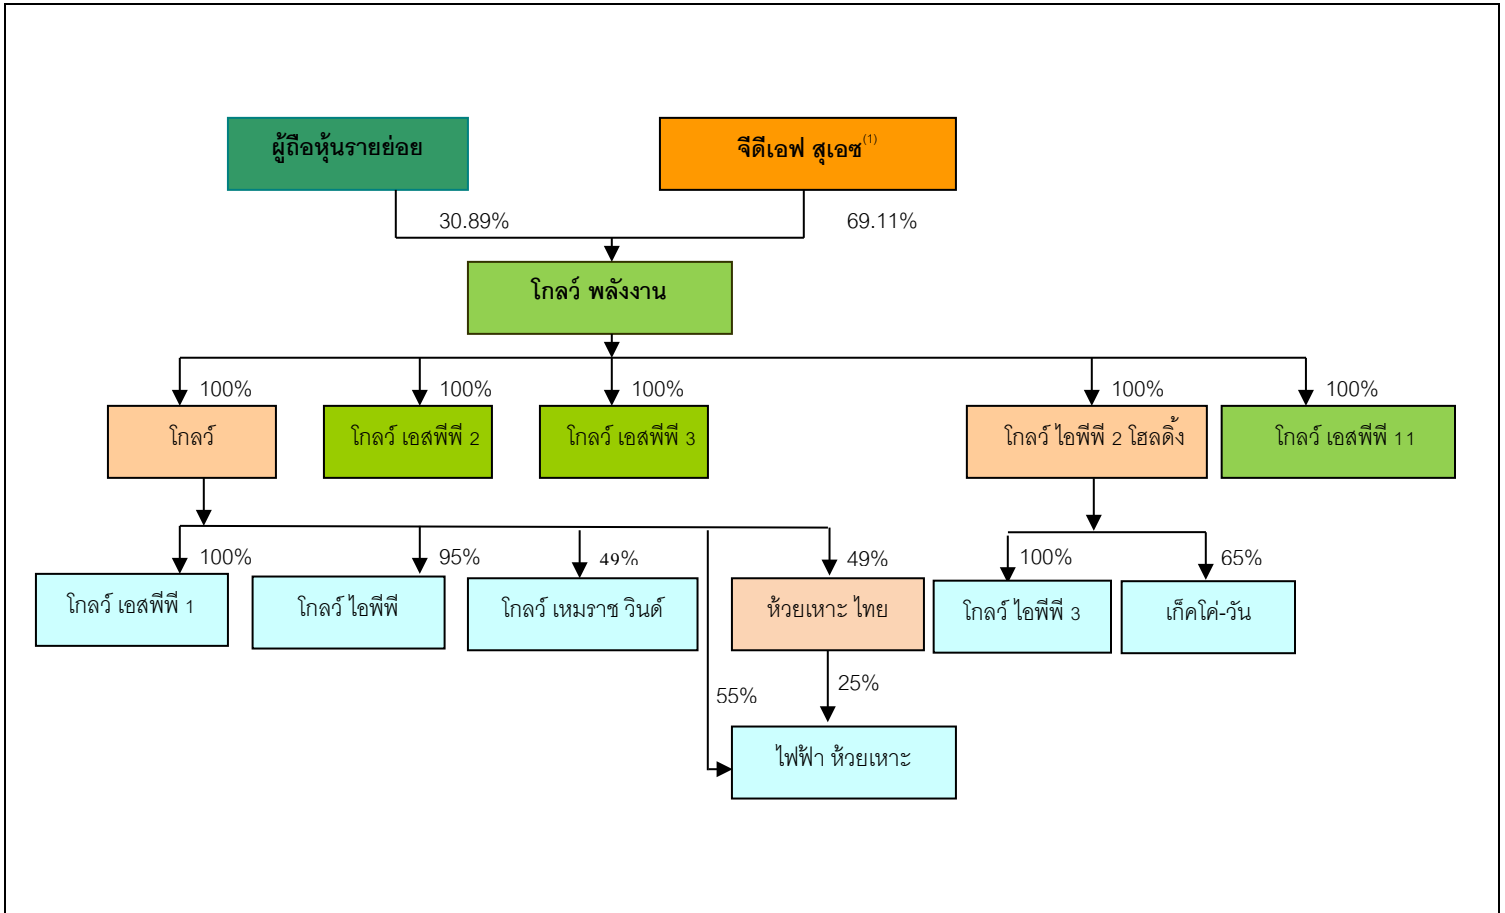 ผู้ถือหุ้นรายย่อย
จีดีเอฟ สุเอซ(1)
30.89%
69.11%
โกลว์ พลังงาน
100%
100%
100%
100%
100%
โกลว์
โกลว์ เอสพีพี 2
โกลว์ เอสพีพี 3
โกลว์ ไอพีพี 2 โฮลดิ้ง
โกลว์ เอสพีพี 11
100%
95%
49%
49%
100%
65%
โกลว์ เอสพีพี 1
โกลว์ ไอพีพี
โกลว์ เหมราช วินด์
ห้วยเหาะ ไทย
โกลว์ ไอพีพี 3
เก็คโค่-วัน
55%
25%
ไฟฟ้า ห้วยเหาะ